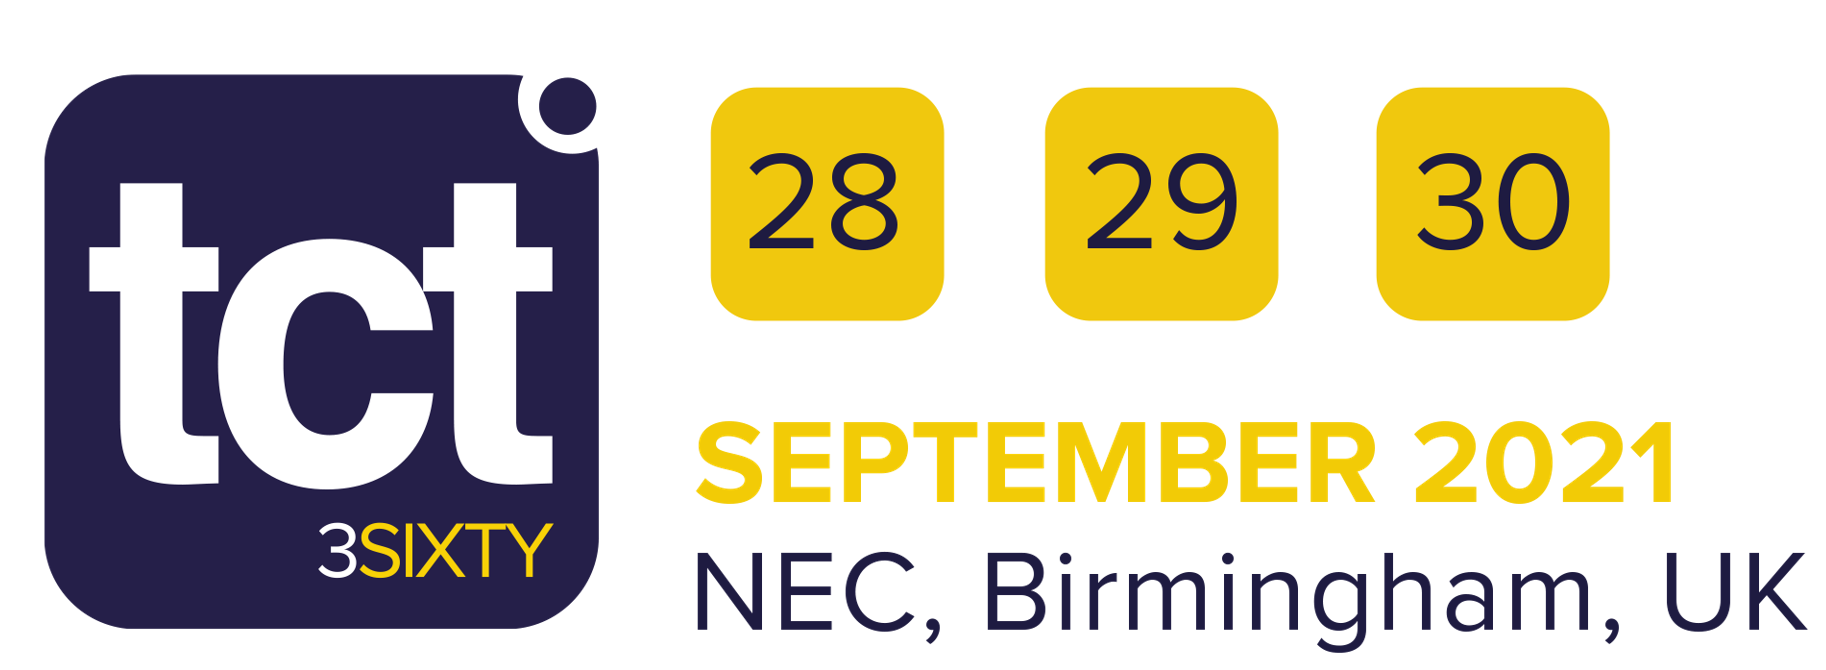 tct
3SIXTY
28 29 30
SEPTEMBER 2021
NEC, Birmingham, UK